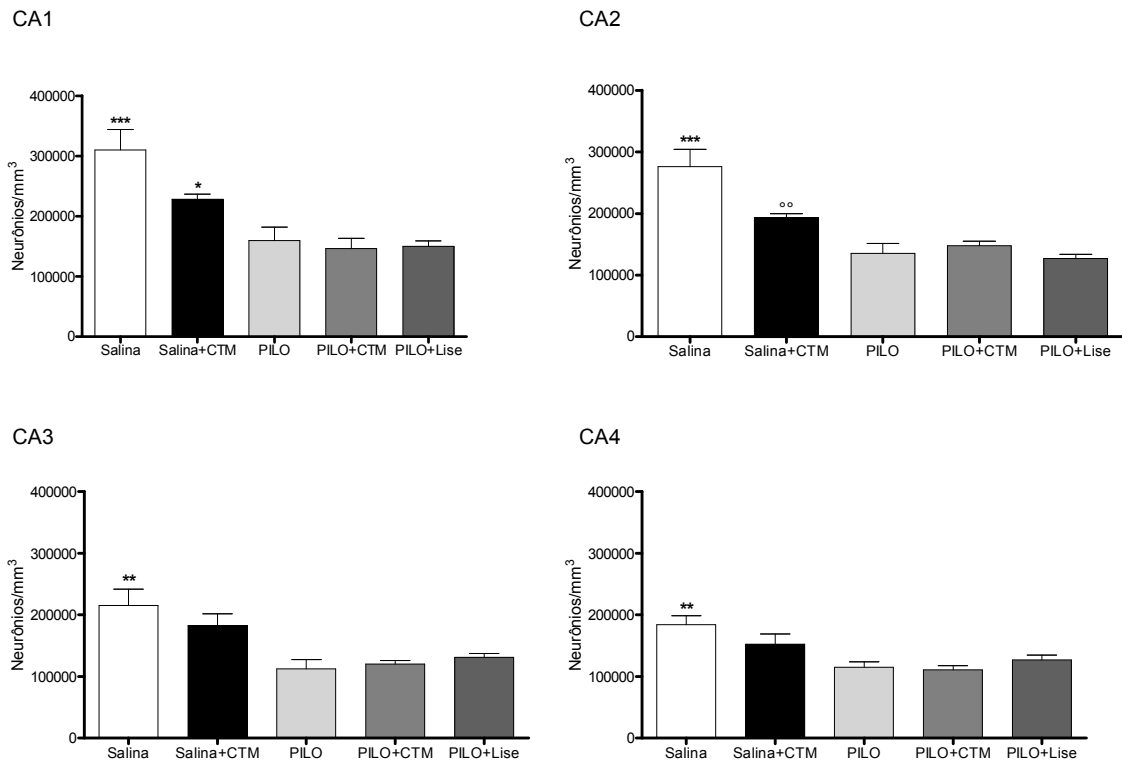 CA1
400000
300000
200000
100000
0
Neurônios/mm³
***
*
Salina
Salina+CTM
PILO
PILO+CTM
PILO+Lise
CA2
400000
300000
200000
100000
0
Neurônios/mm³
***
°°
Salina
Salina+CTM
PILO
PILO+CTM
PILO+Lise
CA3
400000
300000
200000
100000
0
Neurônios/mm³
**
Salina
Salina+CTM
PILO
PILO+CTM
PILO+Lise
CA4
400000
300000
200000
100000
0
Neurônios/mm³
**
Salina
Salina+CTM
PILO
PILO+CTM
PILO+Lise